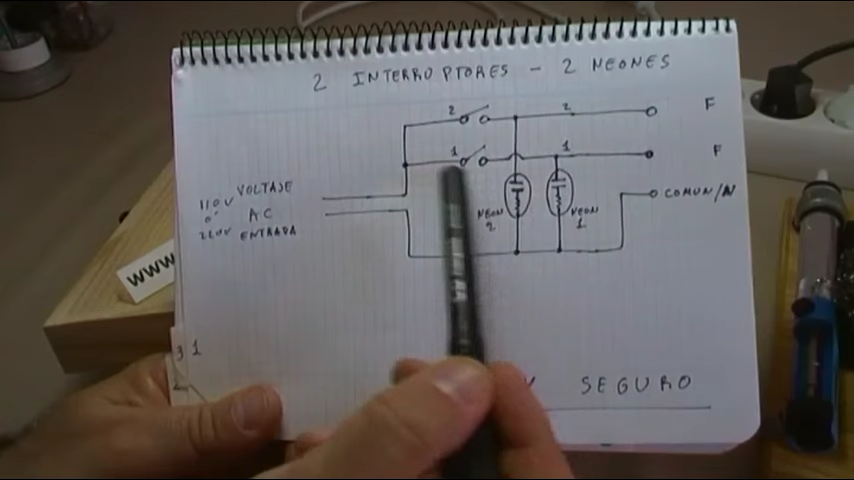 2 INTERRUPTORES - 2 NEONES
2
2
F
1
1
F
110V VOLTAJE
O' AC
220V ENTRADA
NEON
2
NEON
1
COMUN/N
WWW
31
SEGURO